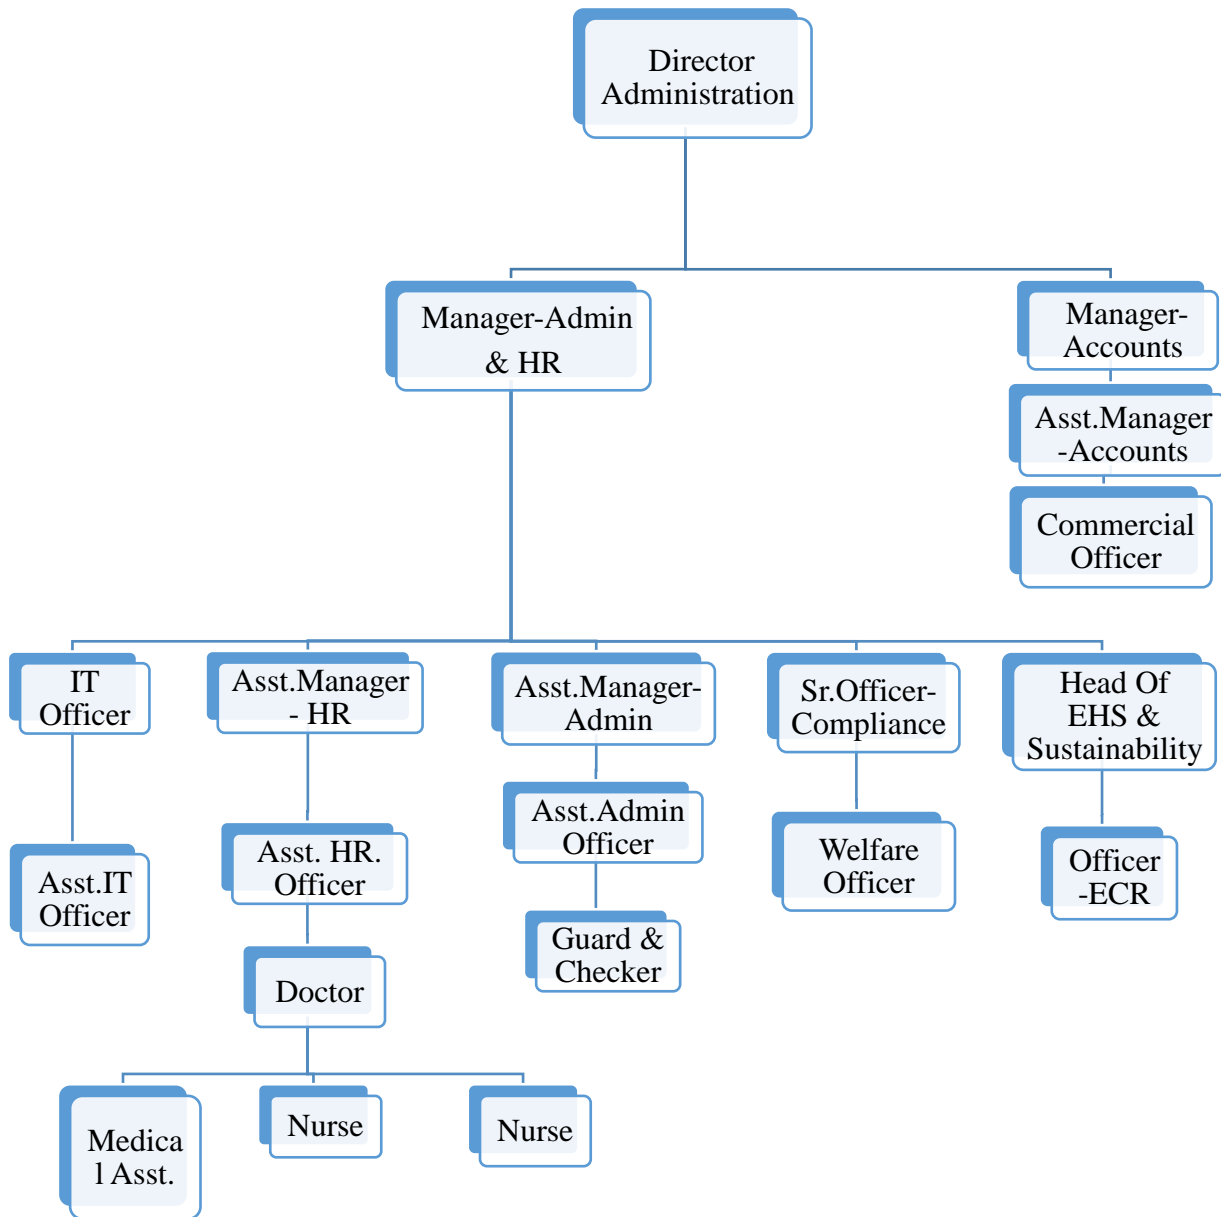 Director
Administration
Manager-Admin
& HR
Manager-
Accounts
Asst.Manager
-Accounts
Commercial
Officer
IT
Officer
Asst.Manager
- HR
Asst.Manager-
Admin
Sr.Officer-
Compliance
Head Of
EHS &
Sustainability
Asst.IT
Officer
Asst. HR.
Officer
Asst.Admin
Officer
Welfare
Officer
Officer
-ECR
Doctor
Guard &
Checker
Medica
l Asst.
Nurse
Nurse